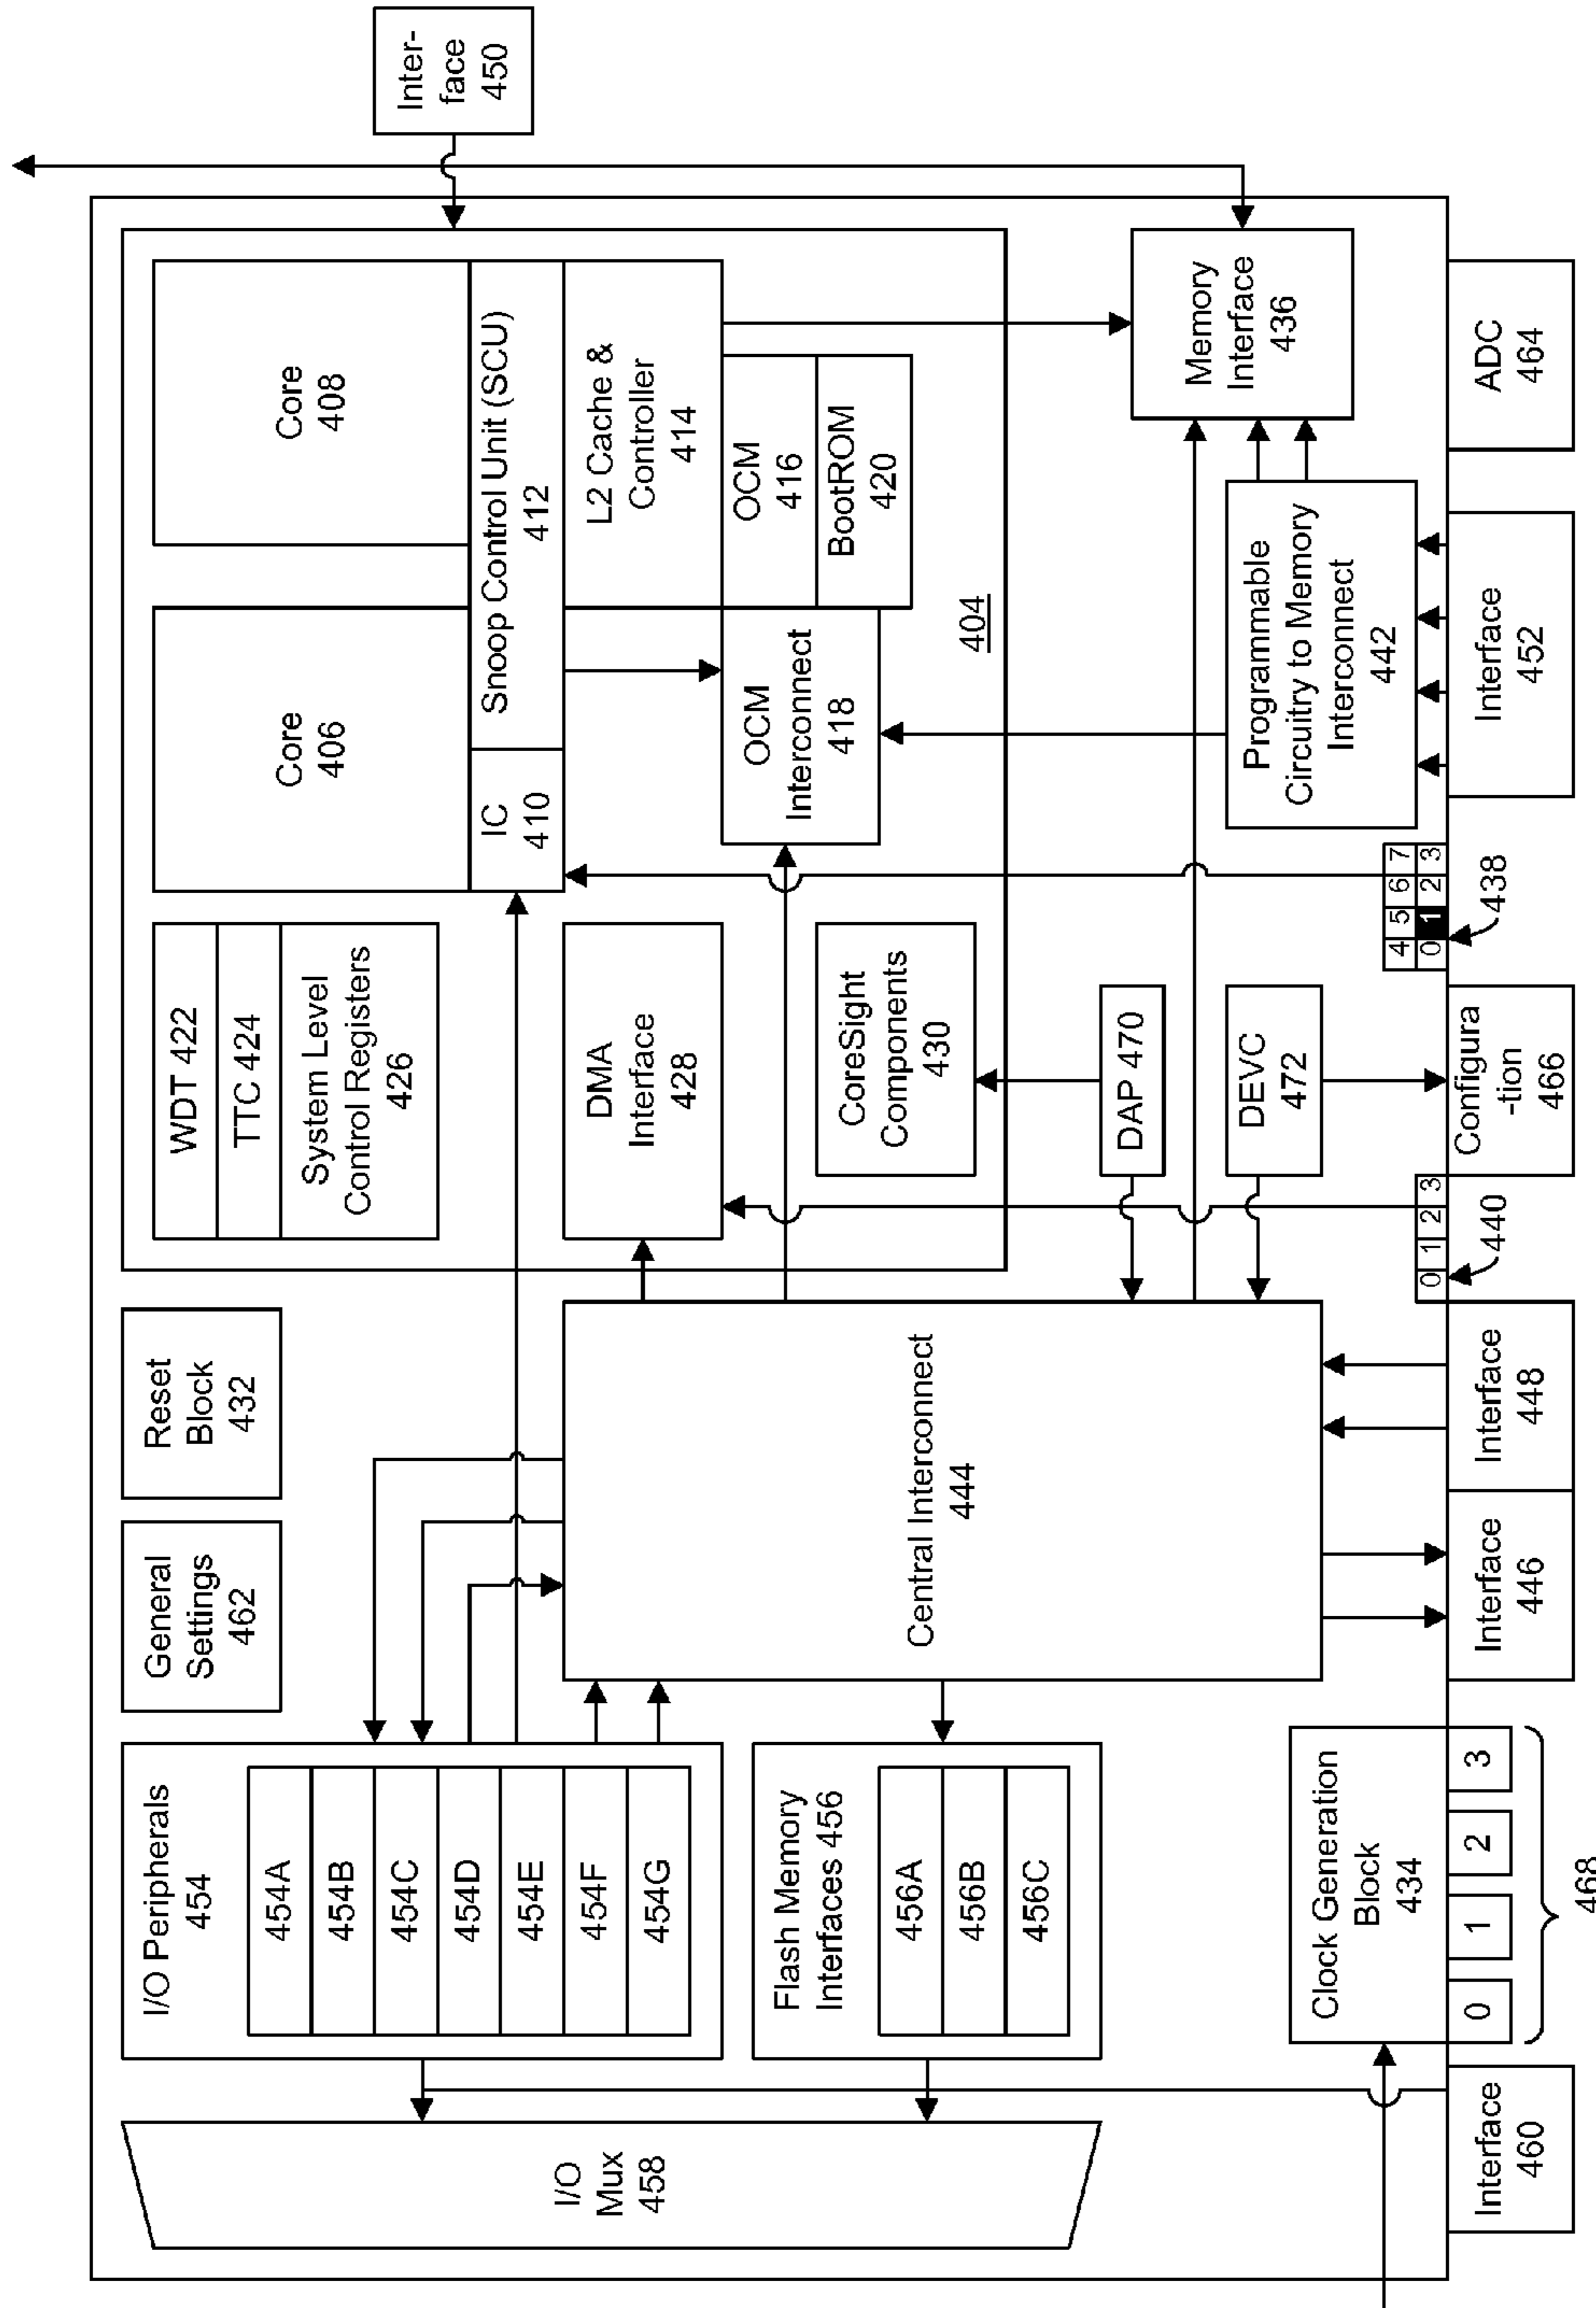 I/O
Mux
458
I/O Peripherals
454
454A
454B
454C
454D
454E
454F
454G
Flash Memory
Interfaces 456
456A
456B
456C
Clock Generation
Block
434
0
1
2
3
468
Interface
460
General
Settings
462
Reset
Block
432
Central Interconnect
444
Interface
446
Interface
448
WDT 422
TTC 424
System Level
Control Registers
426
DMA
Interface
428
CoreSight
Components
430
DAP 470
DEVC
472
0
1
2
3
440
Configura
-tion
466
Core
406
Core
408
IC
410
Snoop Control Unit (SCU)
412
L2 Cache &
Controller
414
OCM
416
BootROM
420
OCM
Interconnect
418
404
4 5 6 7
0 1 2 3
438
Programmable
Circuitry to Memory
Interconnect
442
Interface
452
Memory
Interface
436
ADC
464
Inter-
face
450